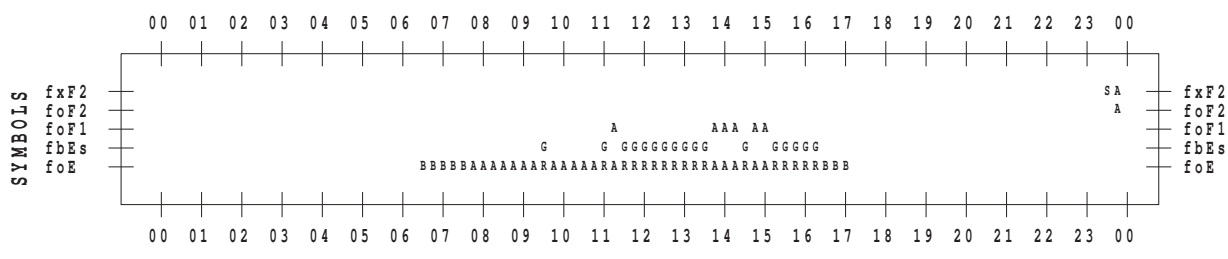 00 01 02 03 04 05 06 07 08 09 10 11 12 13 14 15 16 17 18 19 20 21 22 23 00
SYMBOLS
fxF2 SA fxF2
foF2 A foF2
foF1 A AAA AA foF1
fbEs G G GGGGGGGGG G GGGGG fbEs
foE BBBBBAAAAAAARAAAAARARRRRRRRRRAAARAARRRRRBBB foE
00 01 02 03 04 05 06 07 08 09 10 11 12 13 14 15 16 17 18 19 20 21 22 23 00